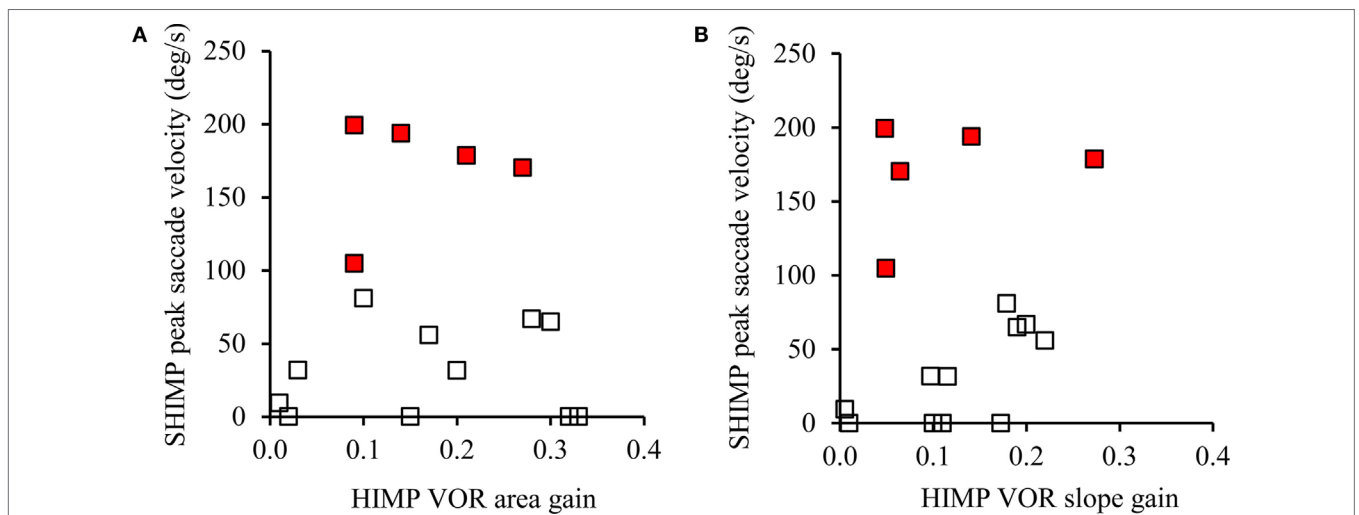 A
SHIMP peak saccade velocity (deg/s)
250
200
150
100
50
0
0.0 0.1 0.2 0.3 0.4
HIMP VOR area gain
B
SHIMP peak saccade velocity (deg/s)
250
200
150
100
50
0
0.0 0.1 0.2 0.3 0.4
HIMP VOR slope gain